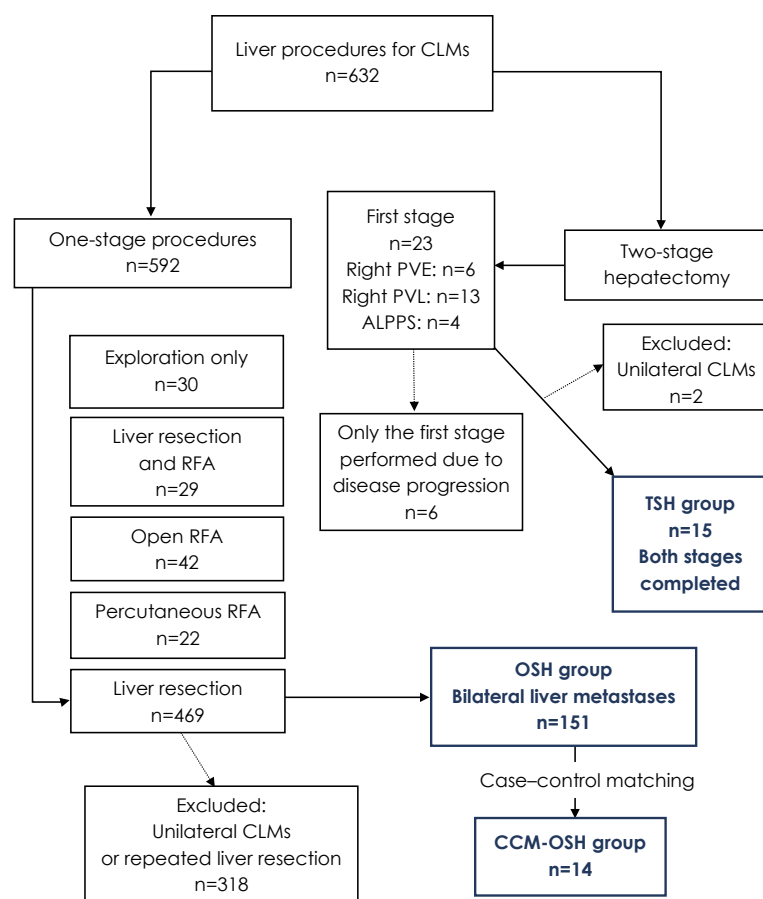 Liver procedures for CLMs
n=632
One-stage procedures
n=592
First stage
n=23
Right PVE: n=6
Right PVL: n=13
ALPPS: n=4
Two-stage
hepatectomy
Exploration only
n=30
Excluded:
Unilateral CLMs
n=2
Liver resection
and RFA
n=29
Only the first stage
performed due to
disease progression
n=6
TSH group
n=15
Both stages
completed
Open RFA
n=42
Percutaneous RFA
n=22
Liver resection
n=469
OSH group
Bilateral liver metastases
n=151
Case–control matching
Excluded:
Unilateral CLMs
or repeated liver resection
n=318
CCM-OSH group
n=14